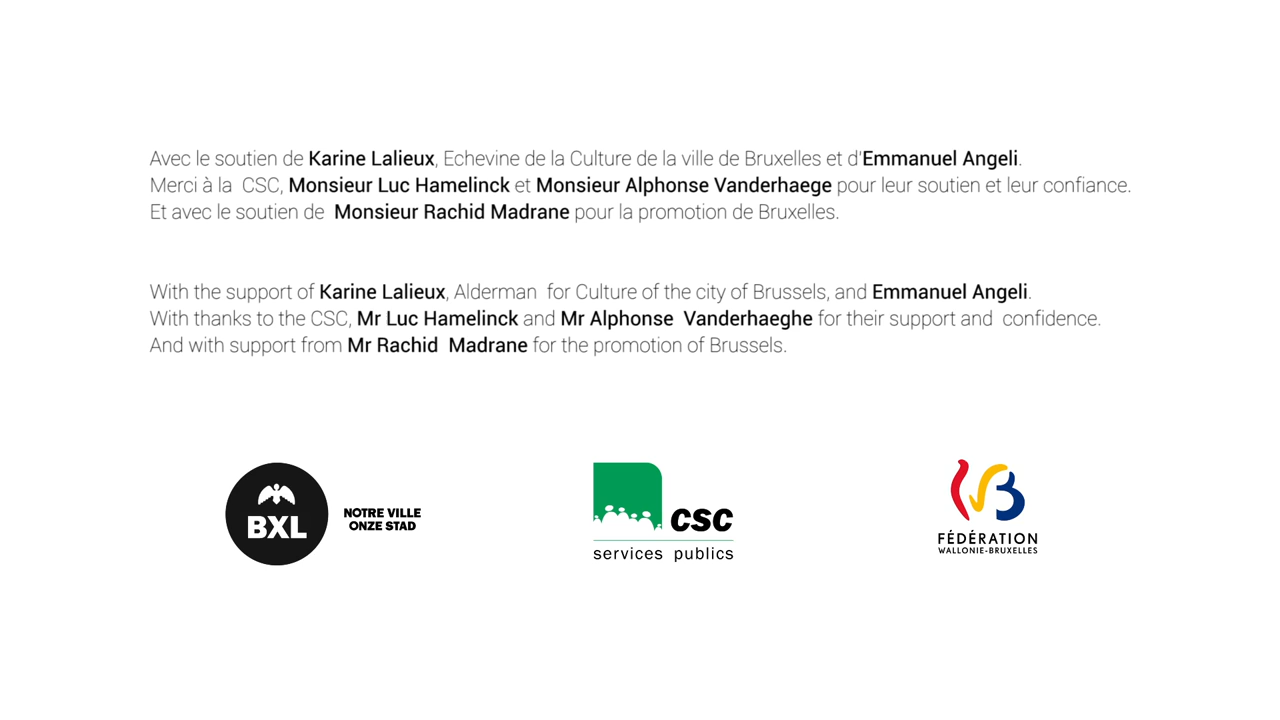 Avec le soutien de Karine Lalieux, Echevine de la Culture de la ville de Bruxelles et d'Emmanuel Angeli.
Merci à la  CSC, Monsieur Luc Hamelinck et Monsieur Alphonse Vanderhaege pour leur soutien et leur confiance.
Et avec le soutien de  Monsieur Rachid Madrane pour la promotion de Bruxelles.
With the support of Karine Lalieux, Alderman  for Culture of the city of Brussels, and Emmanuel Angeli.
With thanks to the CSC, Mr Luc Hamelinck and Mr Alphonse  Vanderhaeghe for their support and  confidence.
And with support from Mr Rachid  Madrane for the promotion of Brussels.
BXL
NOTRE VILLE
ONZE STAD
CSC
services publics
FÉDÉRATION
WALLONIE-BRUXELLES